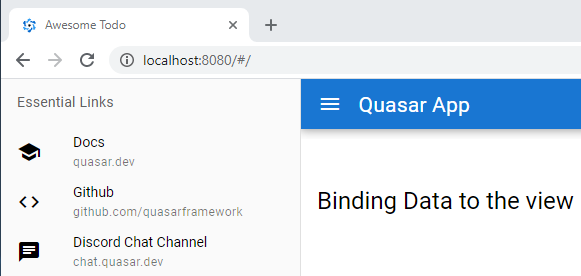 Awesome Todo
localhost:8080/#/
Essential Links
Docs
quasar.dev
Github
github.com/quasarframework
Discord Chat Channel
chat.quasar.dev
Quasar App
Binding Data to the view